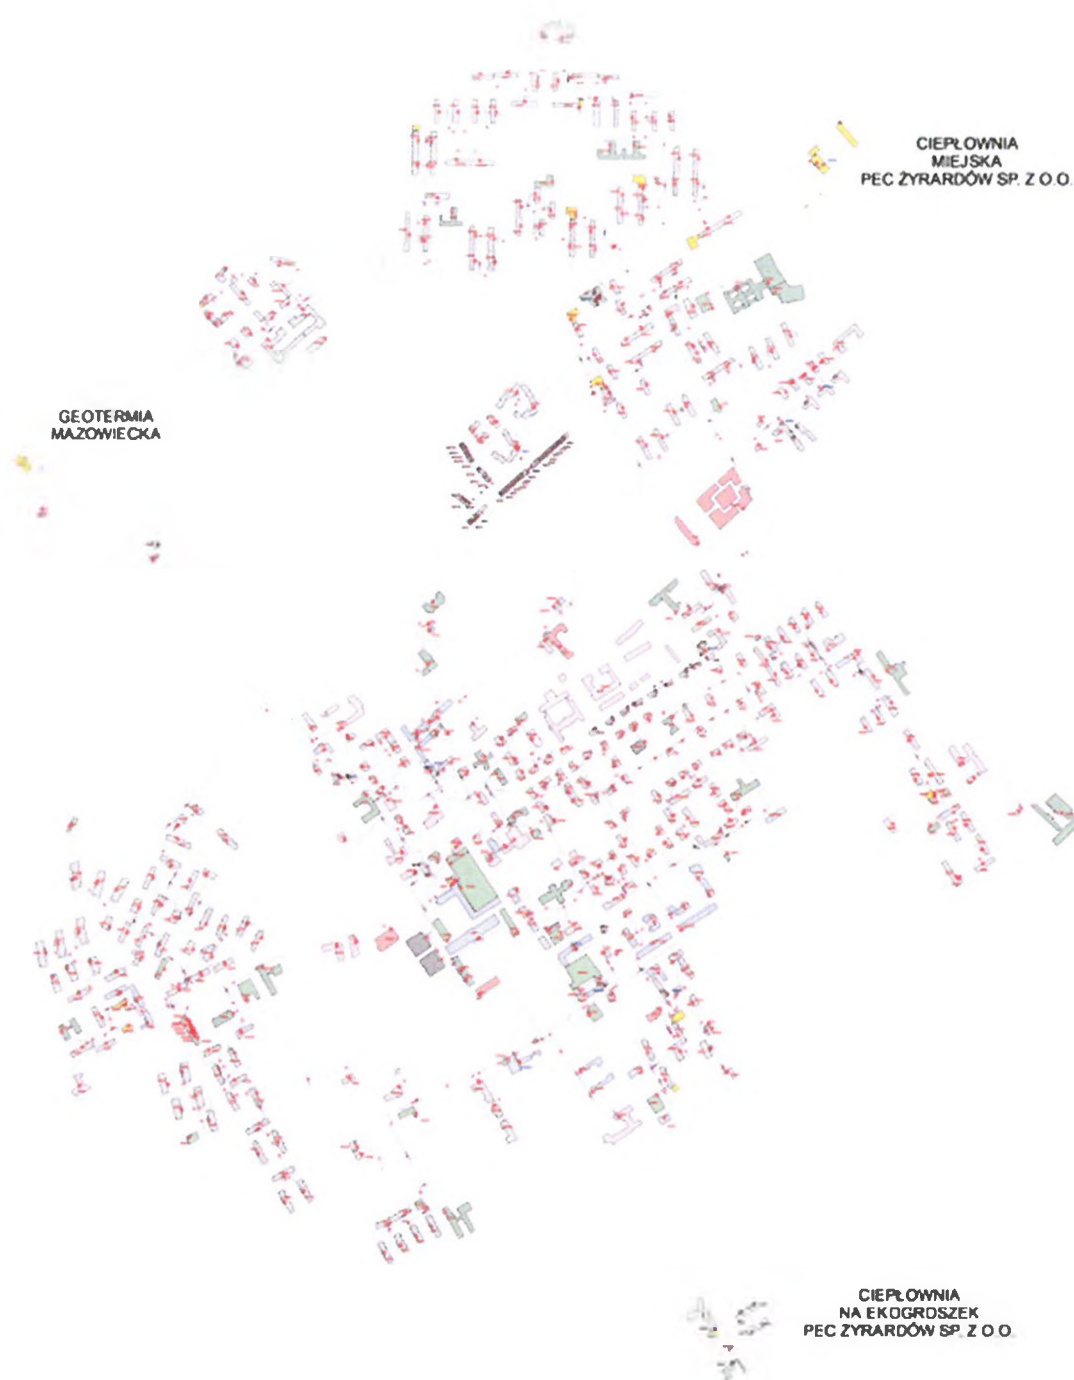 CIEPŁOWNIA
MIEJSKA
PEC ŻYRARDÓW SP. Z O.O.
GEOTERMIA
MAZOWIECKA
CIEPŁOWNIA
NA EKOGROSZEK
PEC ŻYRARDÓW SP. Z O.O.